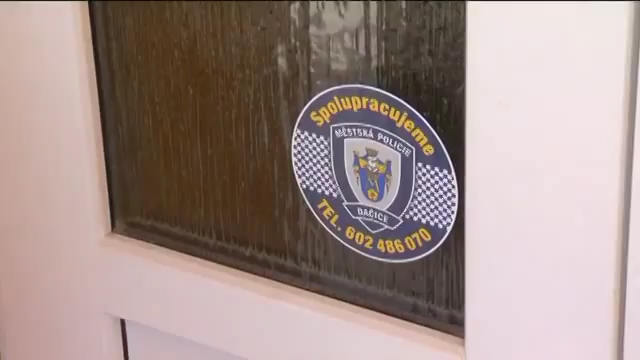 Spolupracujeme
MĚSTSKÁ POLICIE
DAČICE
TEL. 602 486 070